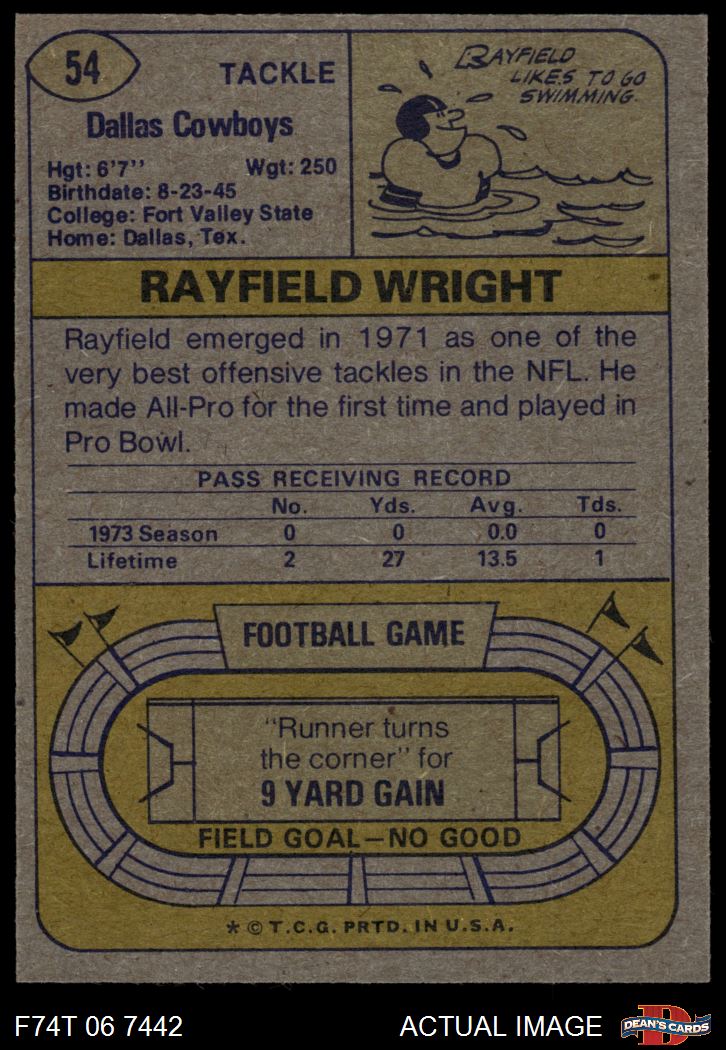 54
TACKLE
Dallas Cowboys
Hgt: 6'7'' Wgt: 250
Birthdate: 8-23-45
College: Fort Valley State
Home: Dallas, Tex.
RAYFIELD
LIKES TO GO
SWIMMING.
RAYFIELD WRIGHT
Rayfield emerged in 1971 as one of the
very best offensive tackles in the NFL. He
made All-Pro for the first time and played in
Pro Bowl.
PASS RECEIVING RECORD
No. Yds. Avg. Tds.
1973 Season 0 0 0.0 0
Lifetime 2 27 13.5 1
FOOTBALL GAME
"Runner turns
the corner" for
9 YARD GAIN
FIELD GOAL—NO GOOD
* © T.C.G. PRTD. IN U.S.A.
F74T 06 7442 ACTUAL IMAGE
D
DEAN'S CARDS